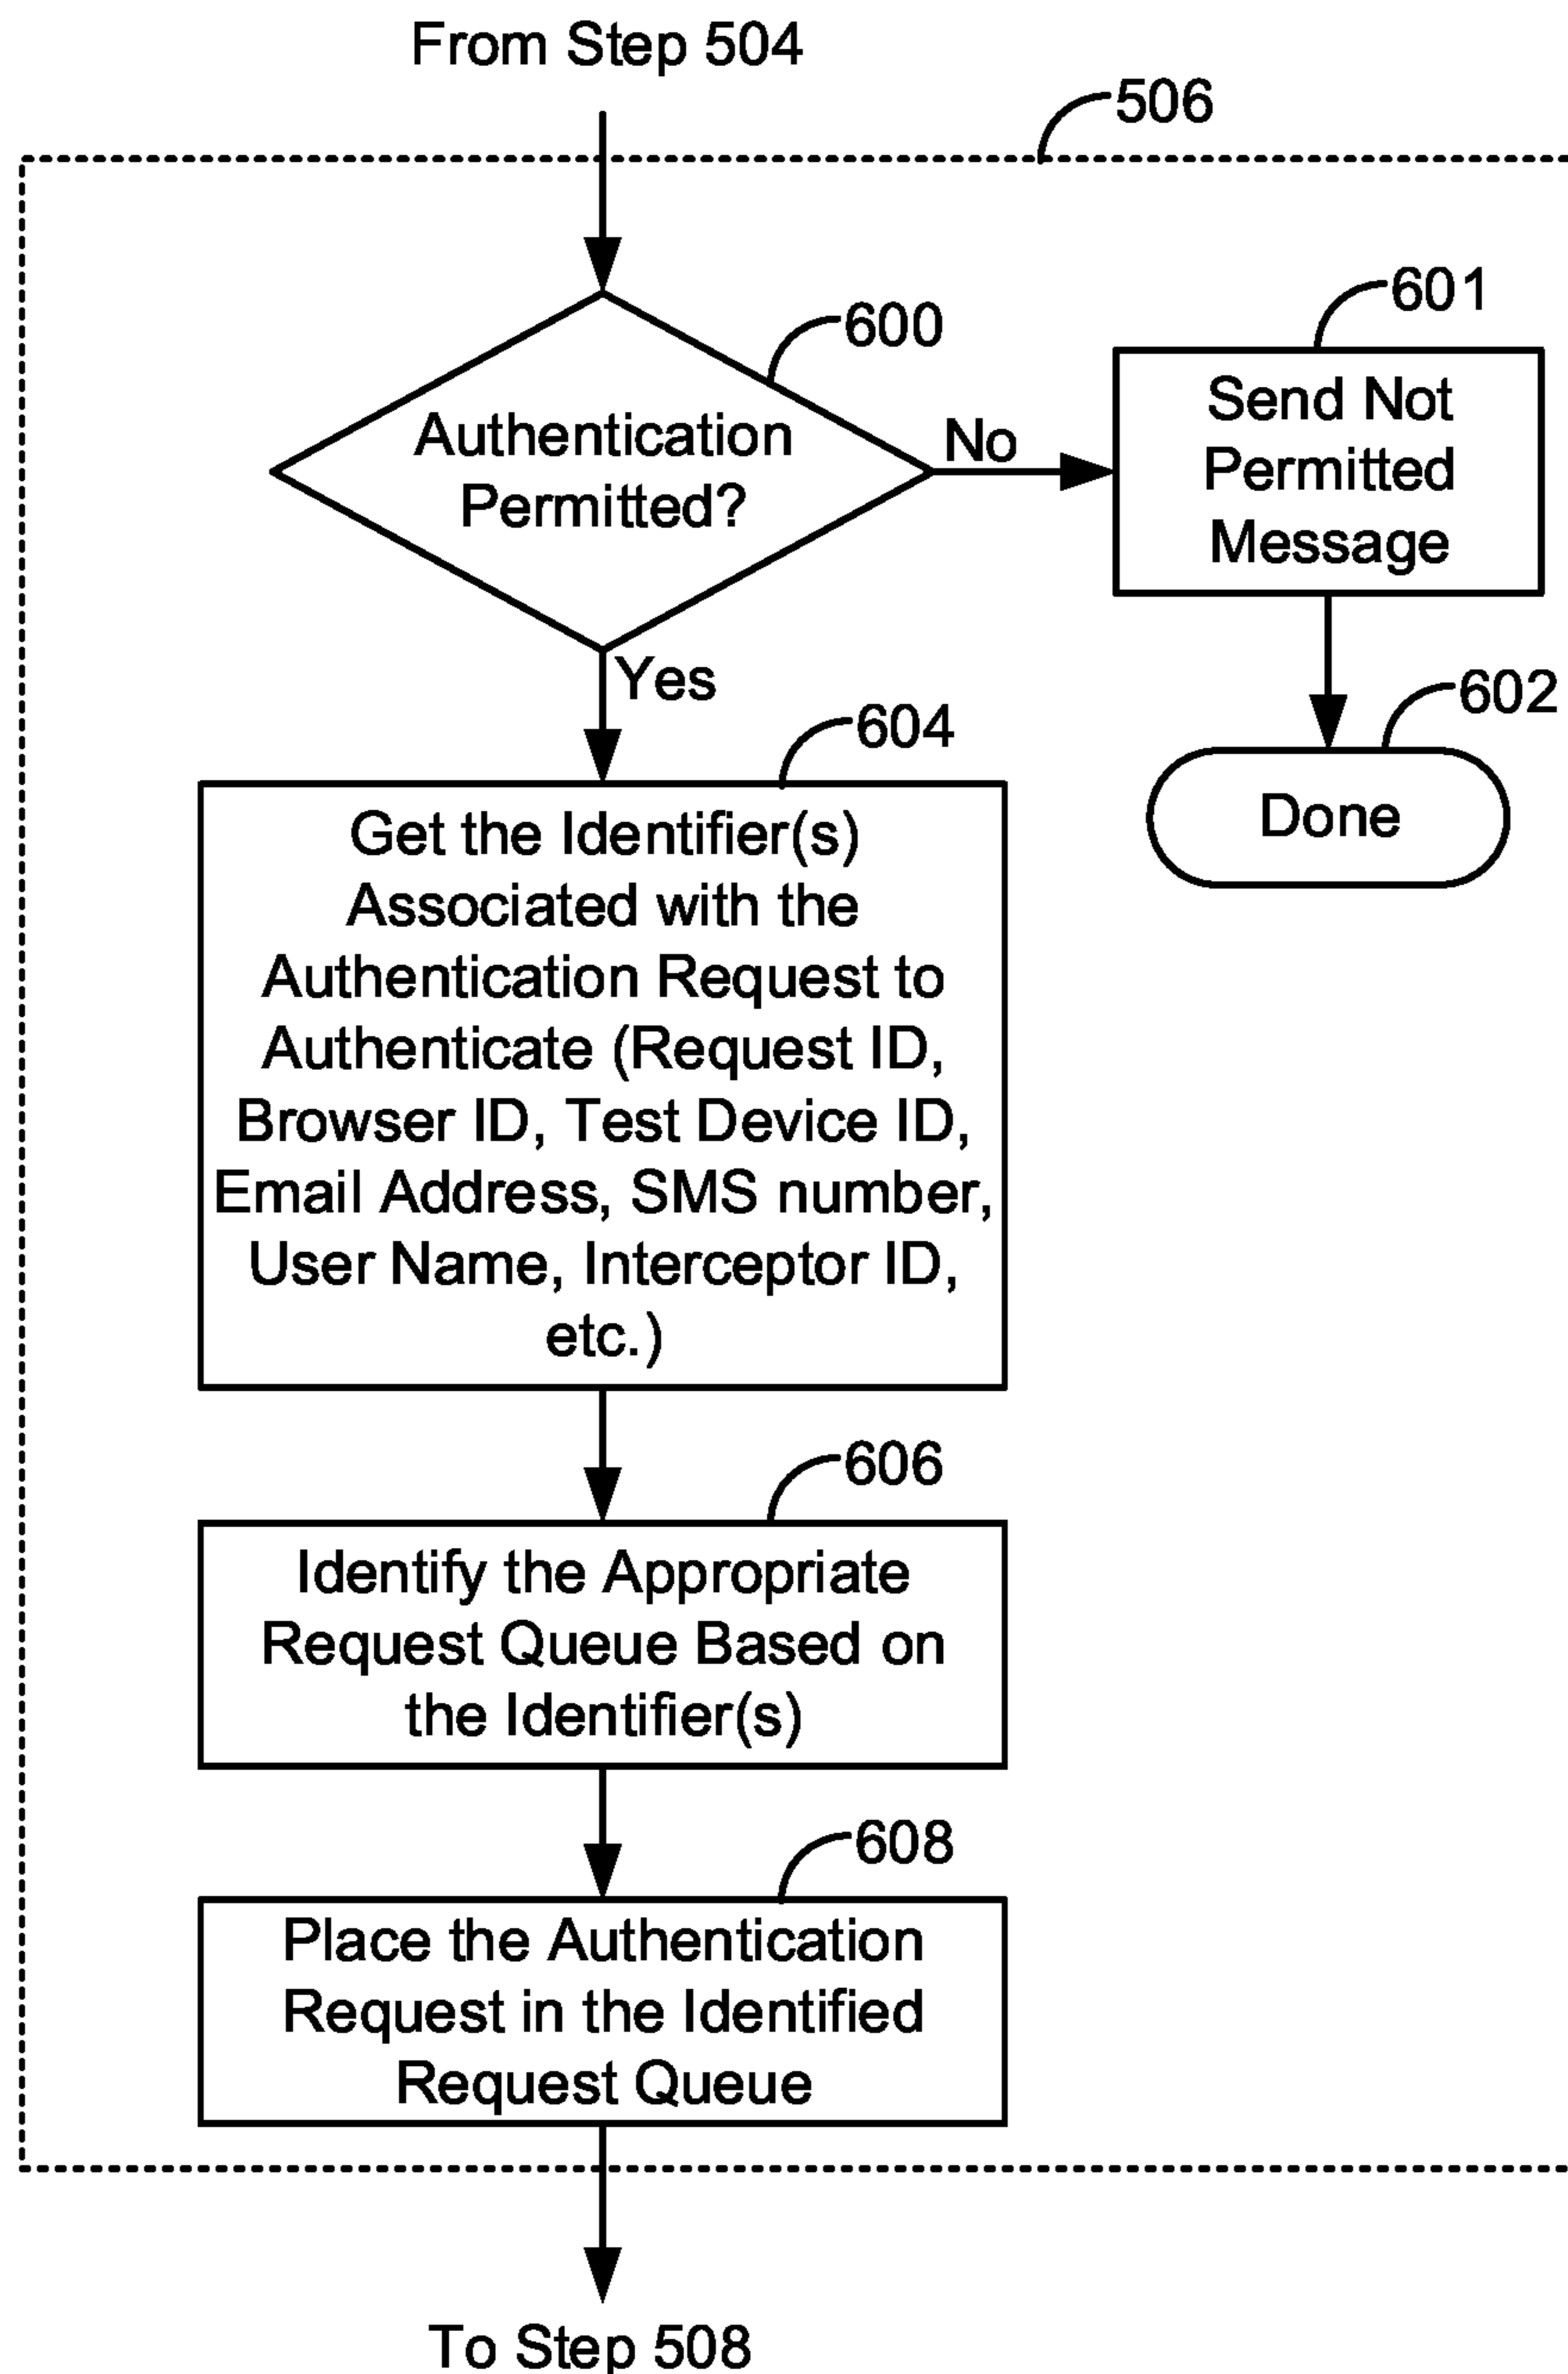 From Step 504
506
600
Authentication
Permitted?
No
601
Send Not
Permitted
Message
Yes
602
Done
604
Get the Identifier(s)
Associated with the
Authentication Request to
Authenticate (Request ID,
Browser ID, Test Device ID,
Email Address, SMS number,
User Name, Interceptor ID,
etc.)
606
Identify the Appropriate
Request Queue Based on
the Identifier(s)
608
Place the Authentication
Request in the Identified
Request Queue
To Step 508